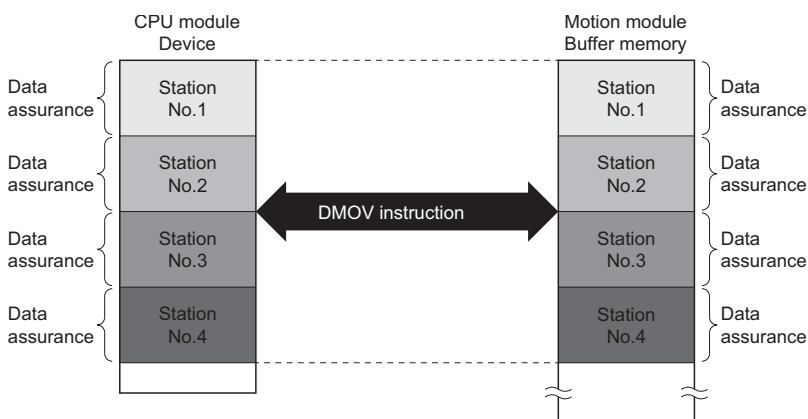 CPU module
Device
Motion module
Buffer memory
Data
assurance
Station
No.1
Station
No.1
Data
assurance
Data
assurance
Station
No.2
Station
No.2
Data
assurance
DMOV instruction
Data
assurance
Station
No.3
Station
No.3
Data
assurance
Data
assurance
Station
No.4
Station
No.4
Data
assurance